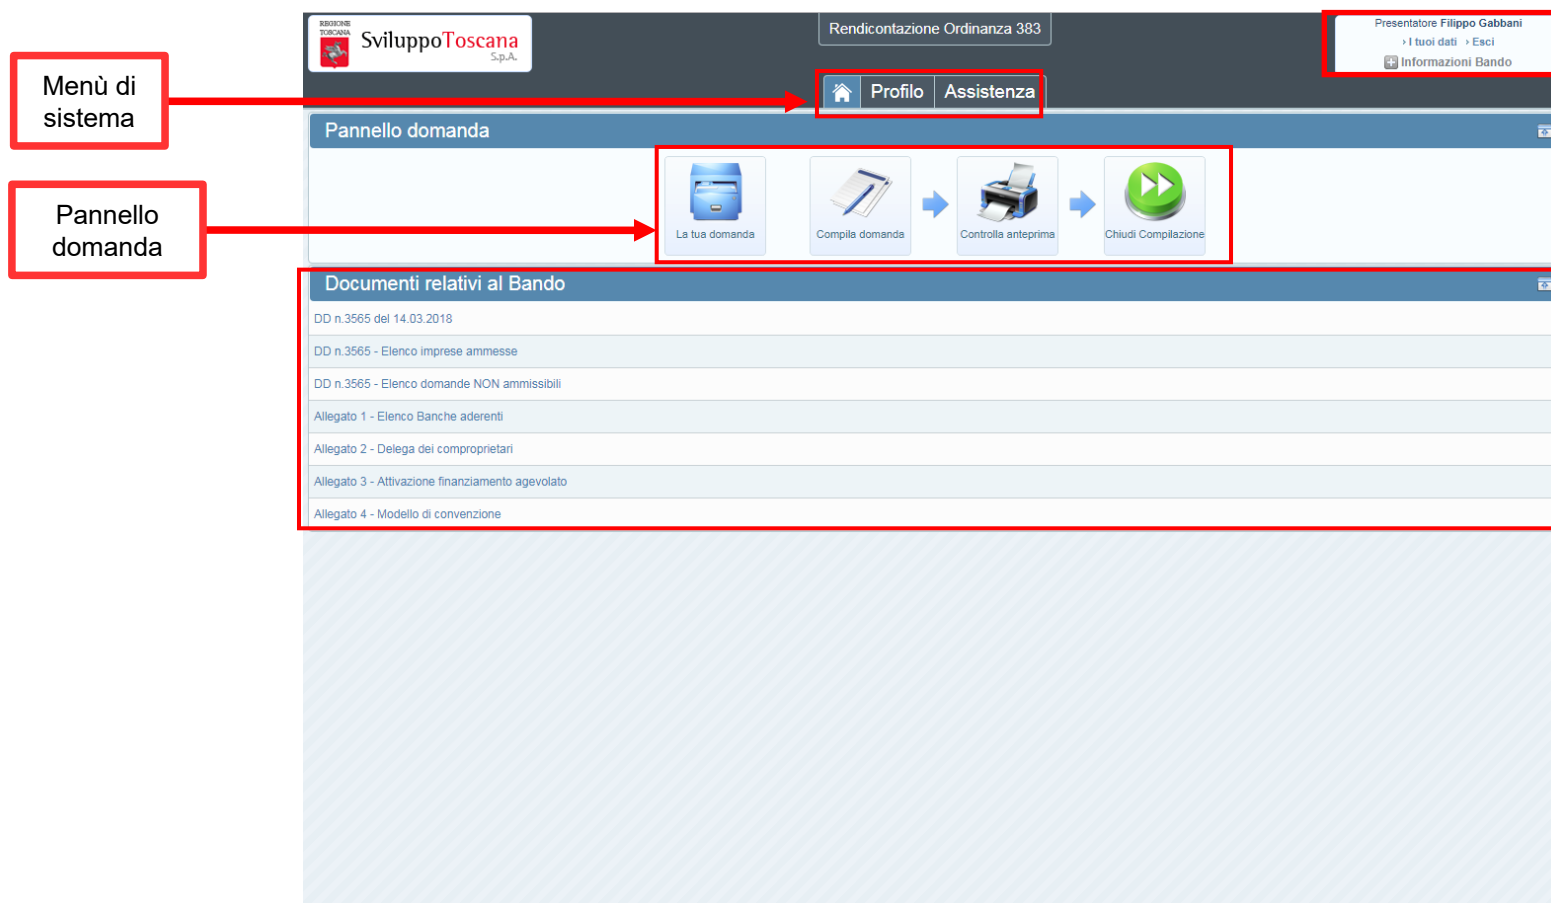 REGIONE
TOSCANA
SviluppoToscana
S.p.A.
Rendicontazione Ordinanza 383
Presentatore Filippo Gabbani
› I tuoi dati › Esci
Informazioni Bando
Menù di
sistema
Profilo Assistenza
Pannello domanda
Pannello
domanda
La tua domanda
Compila domanda
Controlla anteprima
Chiudi Compilazione
Documenti relativi al Bando
DD n.3565 del 14.03.2018
DD n.3565 - Elenco imprese ammesse
DD n.3565 - Elenco domande NON ammissibili
Allegato 1 - Elenco Banche aderenti
Allegato 2 - Delega dei comproprietari
Allegato 3 - Attivazione finanziamento agevolato
Allegato 4 - Modello di convenzione